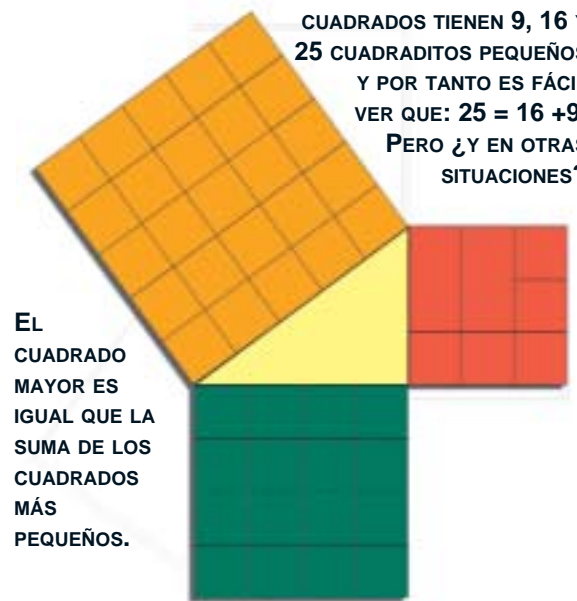 CUADRADOS TIENEN 9, 16
25 CUADRADITOS PEQUEÑOS
Y POR TANTO ES
VER QUE: 25 = 16 +9
PERO ¿Y EN OTRAS
SITUACIONES
EL
CUADRADO
MAYOR ES
IGUAL QUE LA
SUMA DE LOS
CUADRADOS
MÁS
PEQUEÑOS.